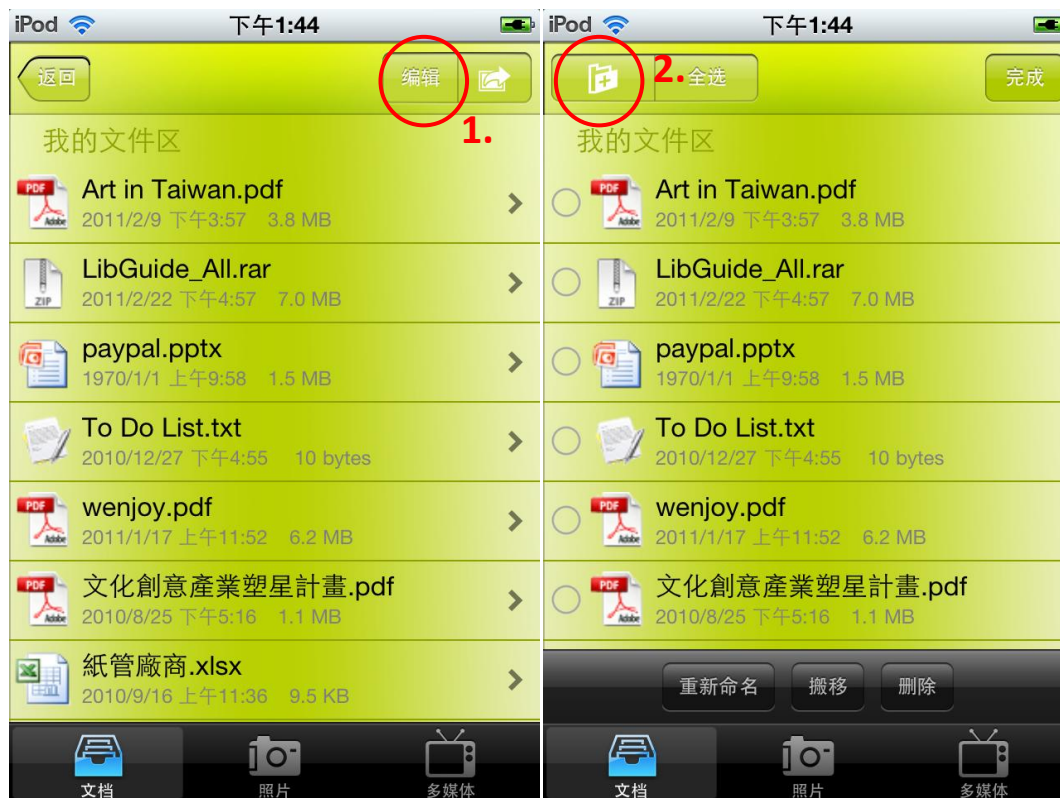 iPod 下午1:44
返回 编辑
1.
我的文件区
PDF Adobe Art in Taiwan.pdf
2011/2/9 下午3:57 3.8 MB
ZIP LibGuide_All.rar
2011/2/22 下午4:57 7.0 MB
paypal.pptx
1970/1/1 上午9:58 1.5 MB
To Do List.txt
2010/12/27 下午4:55 10 bytes
PDF Adobe wenjoy.pdf
2011/1/17 上午11:52 6.2 MB
PDF Adobe 文化創意產業塑星計畫.pdf
2010/8/25 下午5:16 1.1 MB
紙管廠商.xlsx
2010/9/16 上午11:36 9.5 KB
文档 照片 多媒体
iPod 下午1:44
2. 全选 完成
我的文件区
PDF Adobe Art in Taiwan.pdf
2011/2/9 下午3:57 3.8 MB
ZIP LibGuide_All.rar
2011/2/22 下午4:57 7.0 MB
paypal.pptx
1970/1/1 上午9:58 1.5 MB
To Do List.txt
2010/12/27 下午4:55 10 bytes
PDF Adobe wenjoy.pdf
2011/1/17 上午11:52 6.2 MB
PDF Adobe 文化創意產業塑星計畫.pdf
2010/8/25 下午5:16 1.1 MB
重新命名 搬移 删除
文档 照片 多媒体